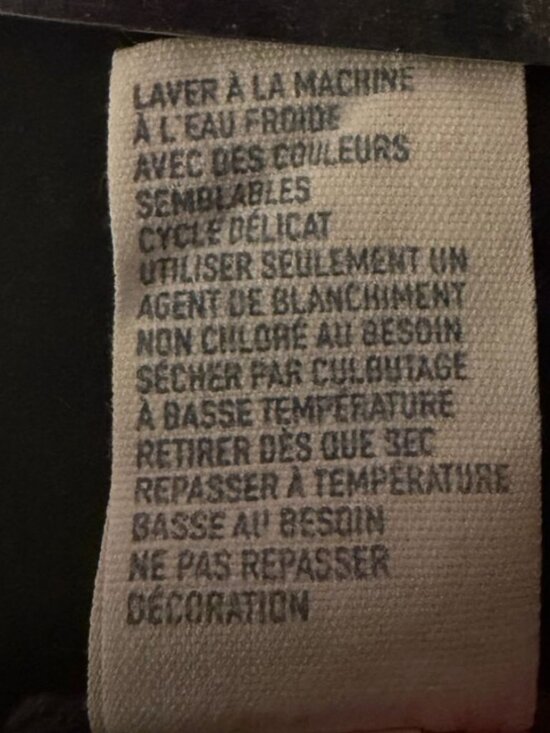 LAVER À LA MACHINE
À L'EAU FROIDE
AVEC DES COULEURS
SEMBLABLES
CYCLE DÉLICAT
UTILISER SEULEMENT UN
AGENT DE BLANCHIMENT
NON CHLORÉ AU BESOIN
SÉCHER PAR CULBUTAGE
À BASSE TEMPÉRATURE
RETIRER DÈS QUE SEC
REPASSER À TEMPÉRATURE
BASSE AU BESOIN
NE PAS REPASSER
DÉCORATION